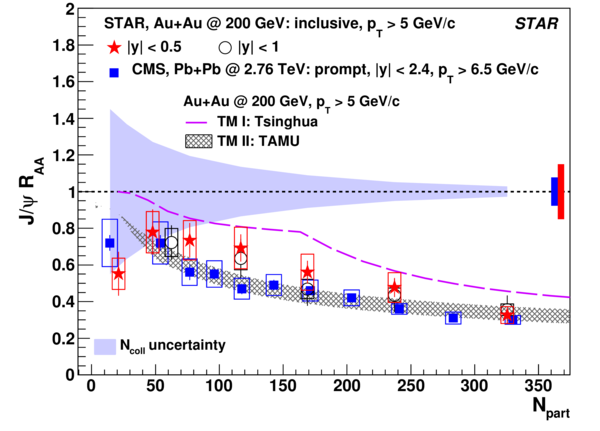 STAR, Au+Au @ 200 GeV: inclusive, pT > 5 GeV/c
STAR
|y| < 0.5 |y| < 1
CMS, Pb+Pb @ 2.76 TeV: prompt, |y| < 2.4, pT > 6.5 GeV/c
Au+Au @ 200 GeV, pT > 5 GeV/c
TM I: Tsinghua
TM II: TAMU
J/ψ RAA
2
1.8
1.6
1.4
1.2
1
0.8
0.6
0.4
0.2
0
Ncoll uncertainty
0 50 100 150 200 250 300 350
Npart